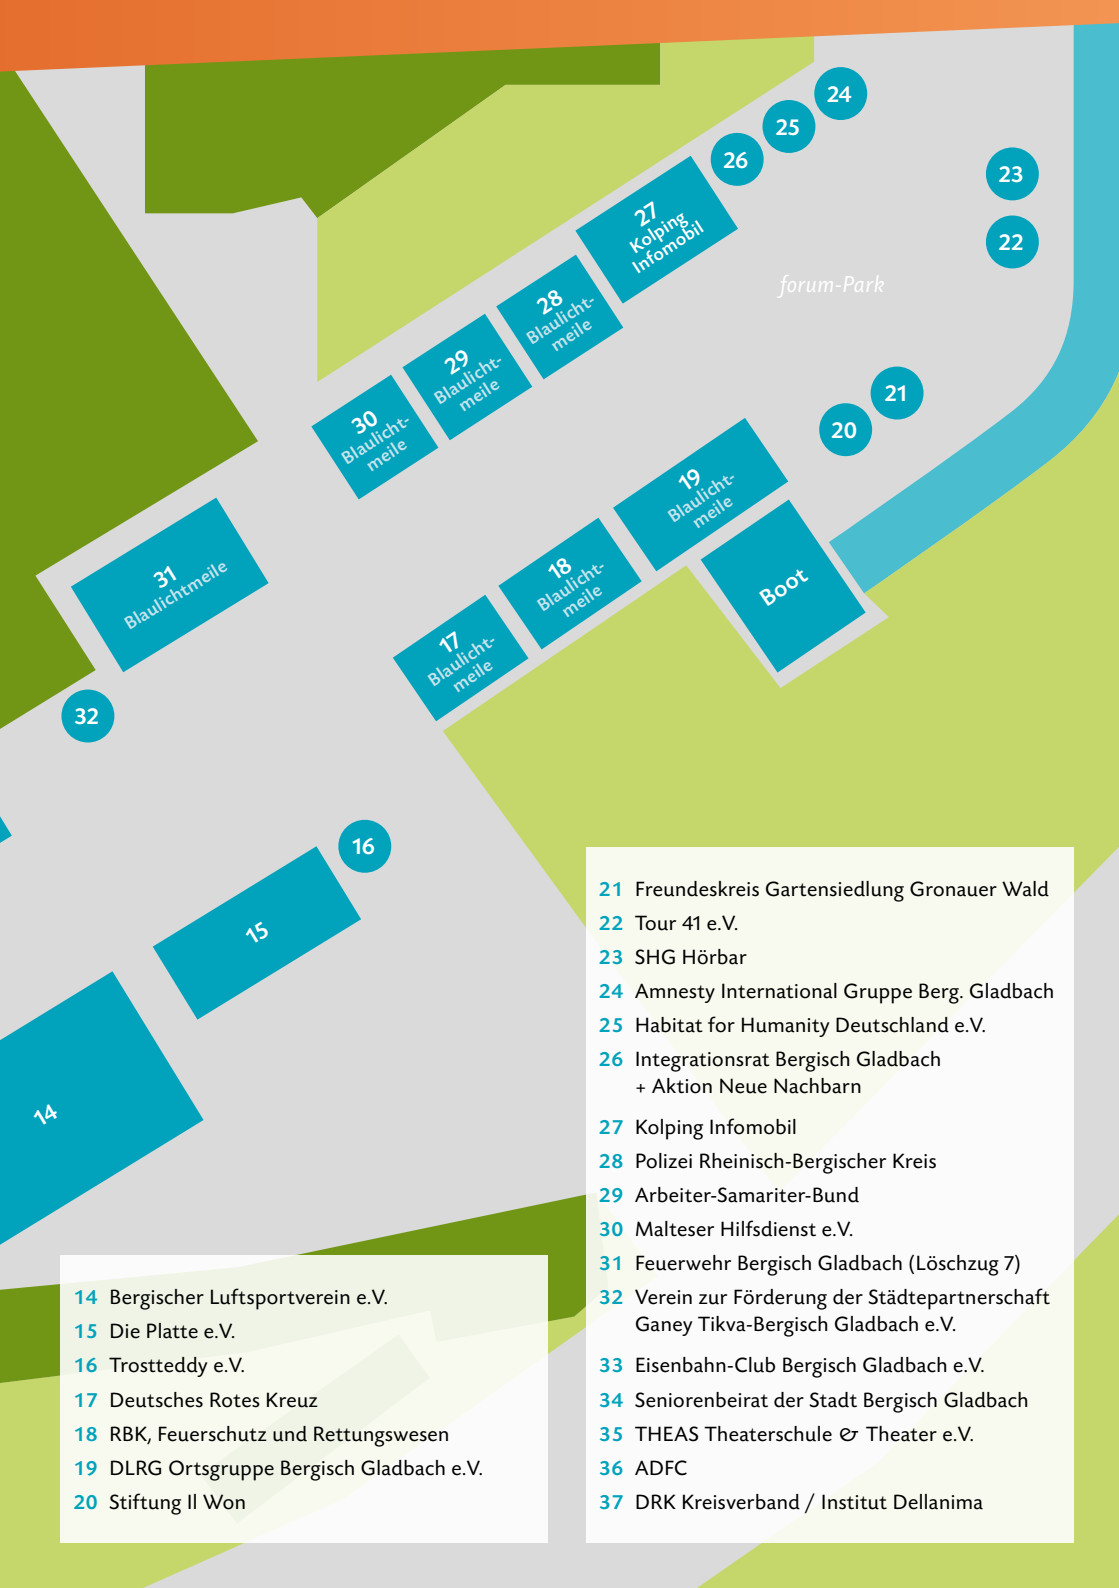 24
25
26
23
22
27
Kolping
Infomobil
forum-Park
28
Blaulicht-
meile
29
Blaulicht-
meile
30
Blaulicht-
meile
21
20
19
Blaulicht-
meile
18
Blaulicht-
meile
17
Blaulicht-
meile
Boot
31
Blaulichtmeile
32
16
15
14
14 Bergischer Luftsportverein e.V.
15 Die Platte e.V.
16 Trostteddy e.V.
17 Deutsches Rotes Kreuz
18 RBK, Feuerschutz und Rettungswesen
19 DLRG Ortsgruppe Bergisch Gladbach e.V.
20 Stiftung Il Won
21 Freundeskreis Gartensiedlung Gronauer Wald
22 Tour 41 e.V.
23 SHG Hörbar
24 Amnesty International Gruppe Berg. Gladbach
25 Habitat for Humanity Deutschland e.V.
26 Integrationsrat Bergisch Gladbach
+ Aktion Neue Nachbarn
27 Kolping Infomobil
28 Polizei Rheinisch-Bergischer Kreis
29 Arbeiter-Samariter-Bund
30 Malteser Hilfsdienst e.V.
31 Feuerwehr Bergisch Gladbach (Löschzug 7)
32 Verein zur Förderung der Städtepartnerschaft
Ganey Tikva-Bergisch Gladbach e.V.
33 Eisenbahn-Club Bergisch Gladbach e.V.
34 Seniorenbeirat der Stadt Bergisch Gladbach
35 THEAS Theaterschule & Theater e.V.
36 ADFC
37 DRK Kreisverband / Institut Dellanima